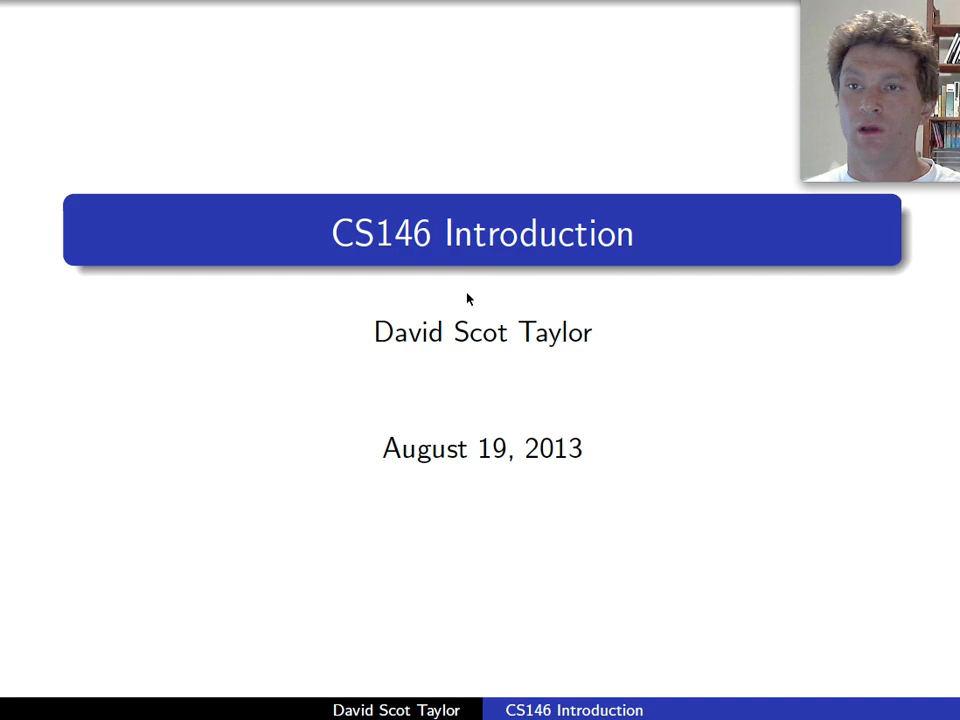 CS146 Introduction
David Scot Taylor
August 19, 2013
David Scot Taylor
CS146 Introduction